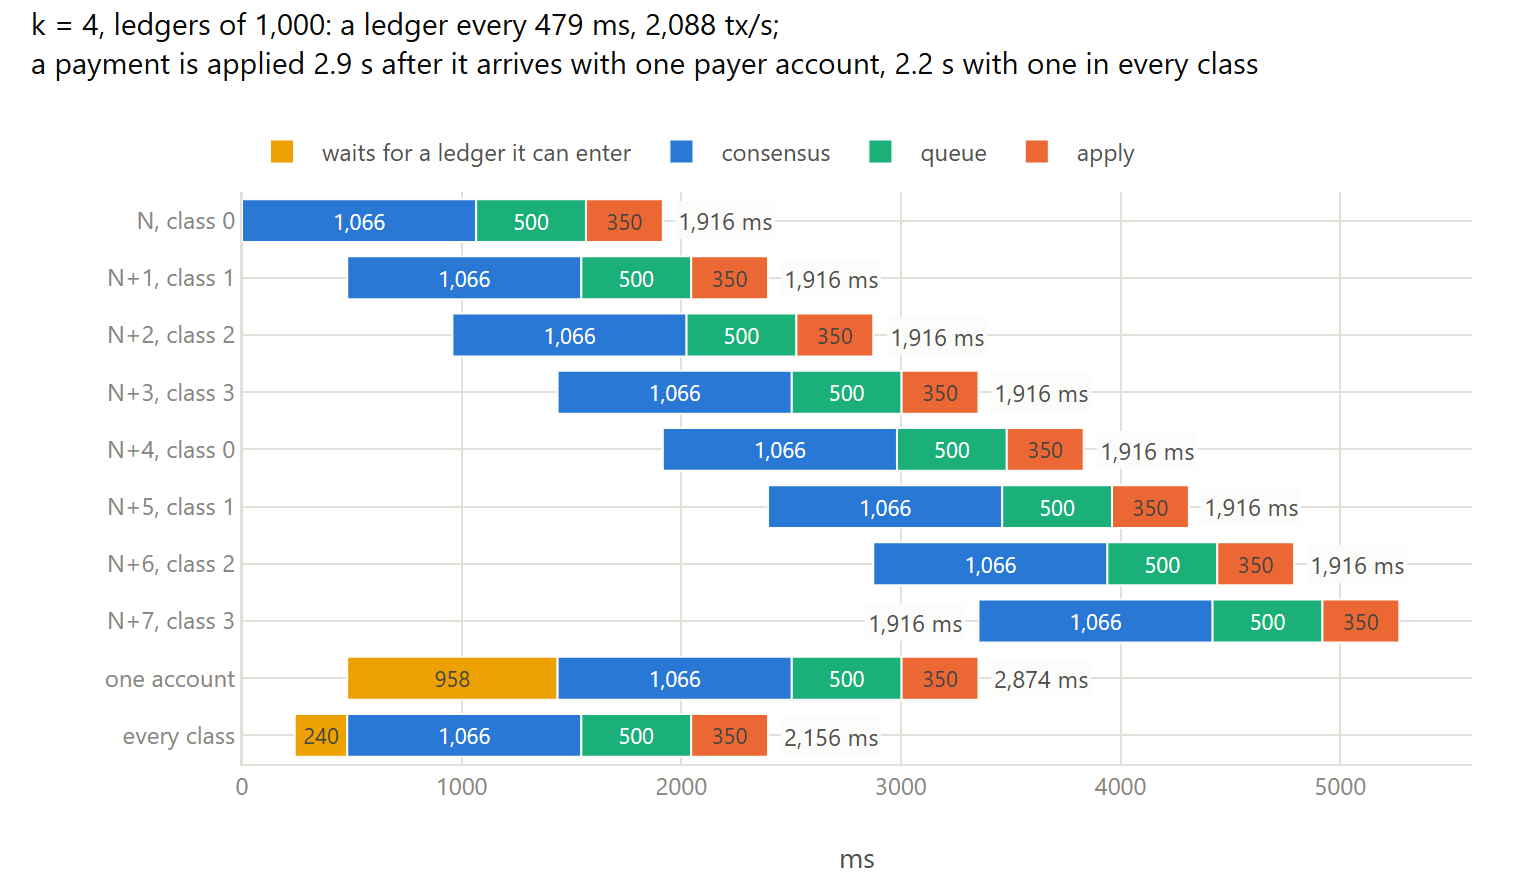 k = 4, ledgers of 1,000: a ledger every 479 ms, 2,088 tx/s;
a payment is applied 2.9 s after it arrives with one payer account, 2.2 s with one in every class
waits for a ledger it can enter consensus queue apply
N, class 0 1,066 500 350 1,916 ms
N+1, class 1 1,066 500 350 1,916 ms
N+2, class 2 1,066 500 350 1,916 ms
N+3, class 3 1,066 500 350 1,916 ms
N+4, class 0 1,066 500 350 1,916 ms
N+5, class 1 1,066 500 350 1,916 ms
N+6, class 2 1,066 500 350 1,916 ms
N+7, class 3 1,916 ms 1,066 500 350
one account 958 1,066 500 350 2,874 ms
every class 240 1,066 500 350 2,156 ms
0 1000 2000 3000 4000 5000
ms